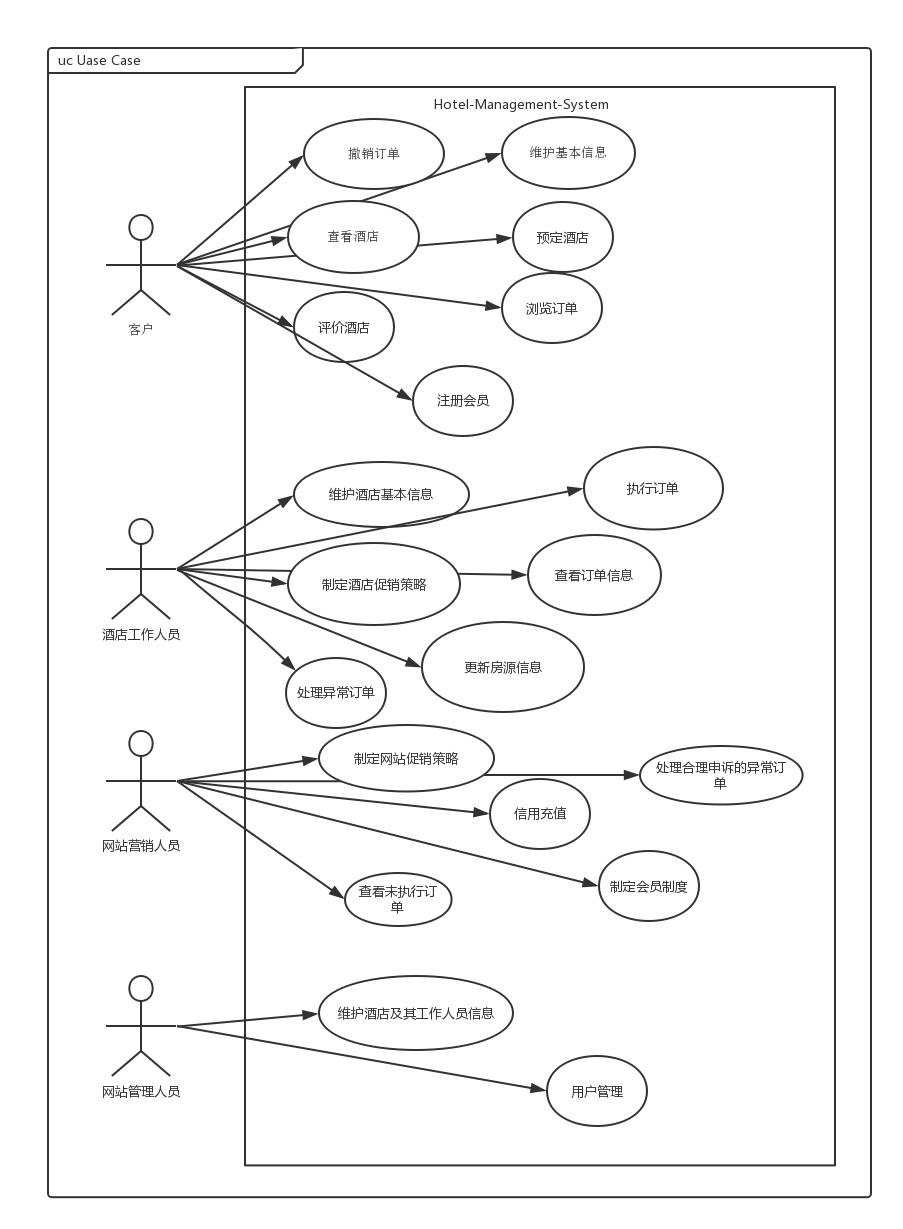 uc Uase Case
Hotel-Management-System
撤销订单
维护基本信息
查看酒店
预定酒店
浏览订单
评价酒店
客户
注册会员
维护酒店基本信息
执行订单
制定酒店促销策略
查看订单信息
酒店工作人员
更新房源信息
处理异常订单
制定网站促销策略
处理合理申诉的异常订
单
信用充值
网站营销人员
制定会员制度
查看未执行订
单
维护酒店及其工作人员信息
网站管理人员
用户管理